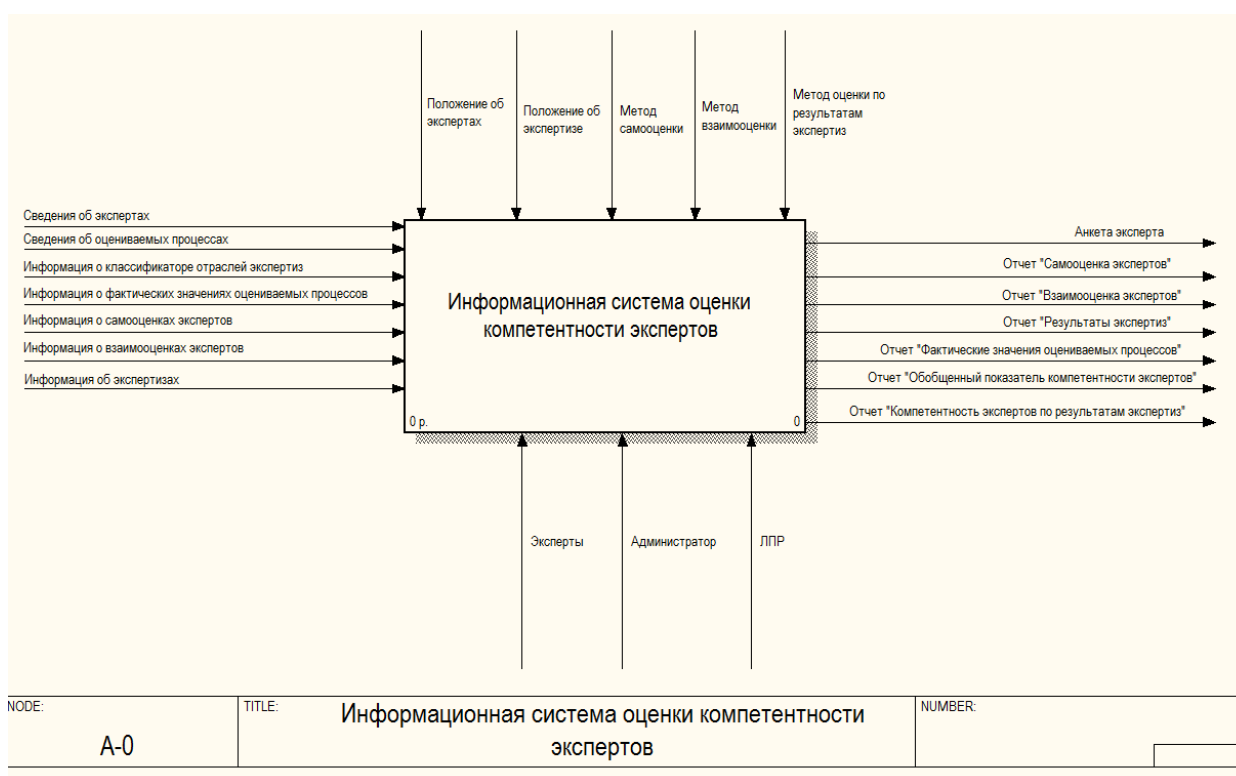 Положение об
экспертах
Положение об
экспертизе
Метод
самооценки
Метод
взаимооценки
Метод оценки по
результатам
экспертиз
Сведения об экспертах
Сведения об оцениваемых процессах
Информация о классификаторе отраслей экспертиз
Информация о фактических значениях оцениваемых процессов
Информация о самооценках экспертов
Информация о взаимооценках экспертов
Информация об экспертизах
Информационная система оценки
компетентности экспертов
0 р.
0
Анкета эксперта
Отчет "Самооценка экспертов"
Отчет "Взаимооценка экспертов"
Отчет "Результаты экспертиз"
Отчет "Фактические значения оцениваемых процессов"
Отчет "Обобщенный показатель компетентности экспертов"
Отчет "Компетентность экспертов по результатам экспертиз"
Эксперты
Администратор
ЛПР
NODE:
A-0
TITLE:
Информационная система оценки компетентности
экспертов
NUMBER: